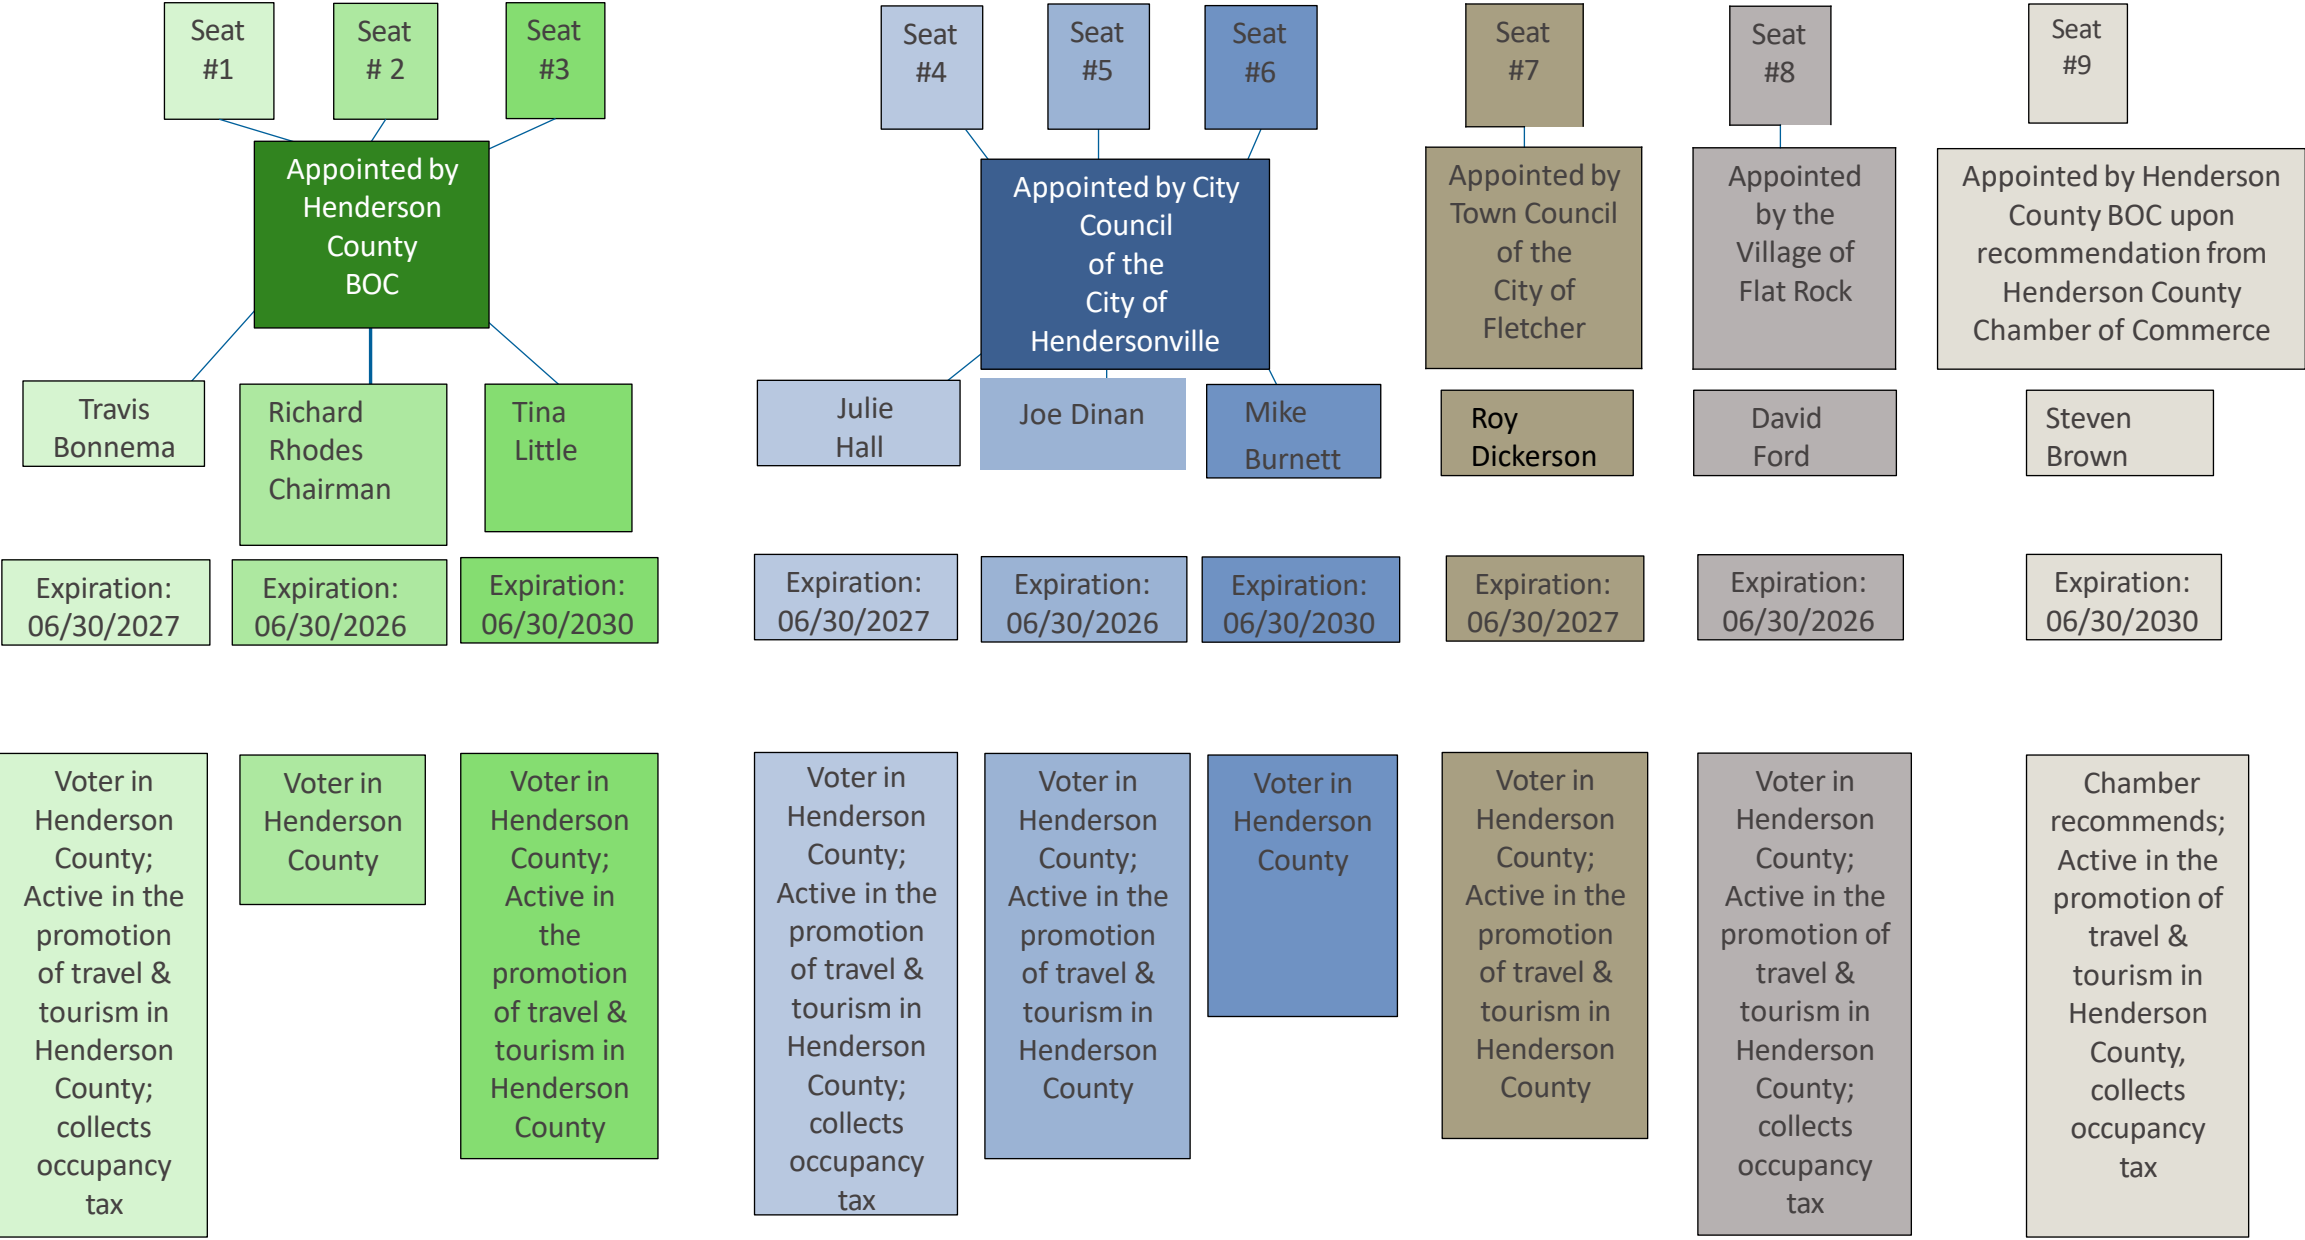 Seat
#1
Seat
# 2
Seat
#3
Seat
#4
Seat
#5
Seat
#6
Seat
#7
Seat
#8
Seat
#9
Appointed by
Henderson
County
BOC
Appointed by City
Council
of the
City of
Hendersonville
Appointed by
Town Council
of the
City of
Fletcher
Appointed
by the
Village of
Flat Rock
Appointed by Henderson
County BOC upon
recommendation from
Henderson County
Chamber of Commerce
Travis
Bonnema
Richard
Rhodes
Chairman
Tina
Little
Julie
Hall
Joe Dinan
Mike
Burnett
Roy
Dickerson
David
Ford
Steven
Brown
Expiration:
06/30/2027
Expiration:
06/30/2026
Expiration:
06/30/2030
Expiration:
06/30/2027
Expiration:
06/30/2026
Expiration:
06/30/2030
Expiration:
06/30/2027
Expiration:
06/30/2026
Expiration:
06/30/2030
Voter in
Henderson
County;
Active in the
promotion
of travel &
tourism in
Henderson
County;
collects
occupancy
tax
Voter in
Henderson
County
Voter in
Henderson
County;
Active in
the
promotion
of travel &
tourism in
Henderson
County
Voter in
Henderson
County;
Active in the
promotion
of travel &
tourism in
Henderson
County;
collects
occupancy
tax
Voter in
Henderson
County;
Active in the
promotion
of travel &
tourism in
Henderson
County
Voter in
Henderson
County
Voter in
Henderson
County;
Active in the
promotion
of travel &
tourism in
Henderson
County
Voter in
Henderson
County;
Active in the
promotion of
travel &
tourism in
Henderson
County;
collects
occupancy
tax
Chamber
recommends;
Active in the
promotion of
travel &
tourism in
Henderson
County,
collects
occupancy
tax